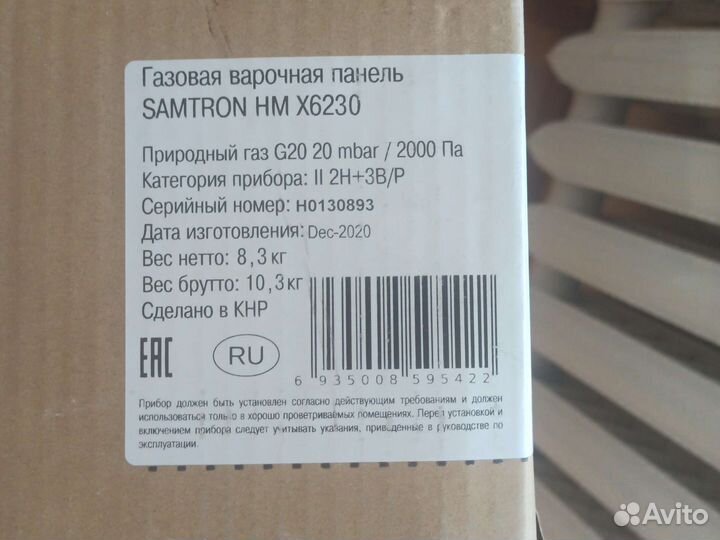 Газовая варочная панель
SAMTRON HM X6230
Природный газ G20 20 mbar / 2000 Па
Категория прибора: II 2H+3B/P
Серийный номер: H0130893
Дата изготовления: Dec-2020
Вес нетто: 8,3 кг
Вес брутто: 10,3 кг
Сделано в КНР
EAC
RU
6 935008 595422
Прибор должен быть установлен согласно действующим требованиям и должен
использоваться только в хорошо проветриваемых помещениях. Перед установкой и
включением прибора следует учитывать указания, приведенные в руководстве по
эксплуатации.
Avito